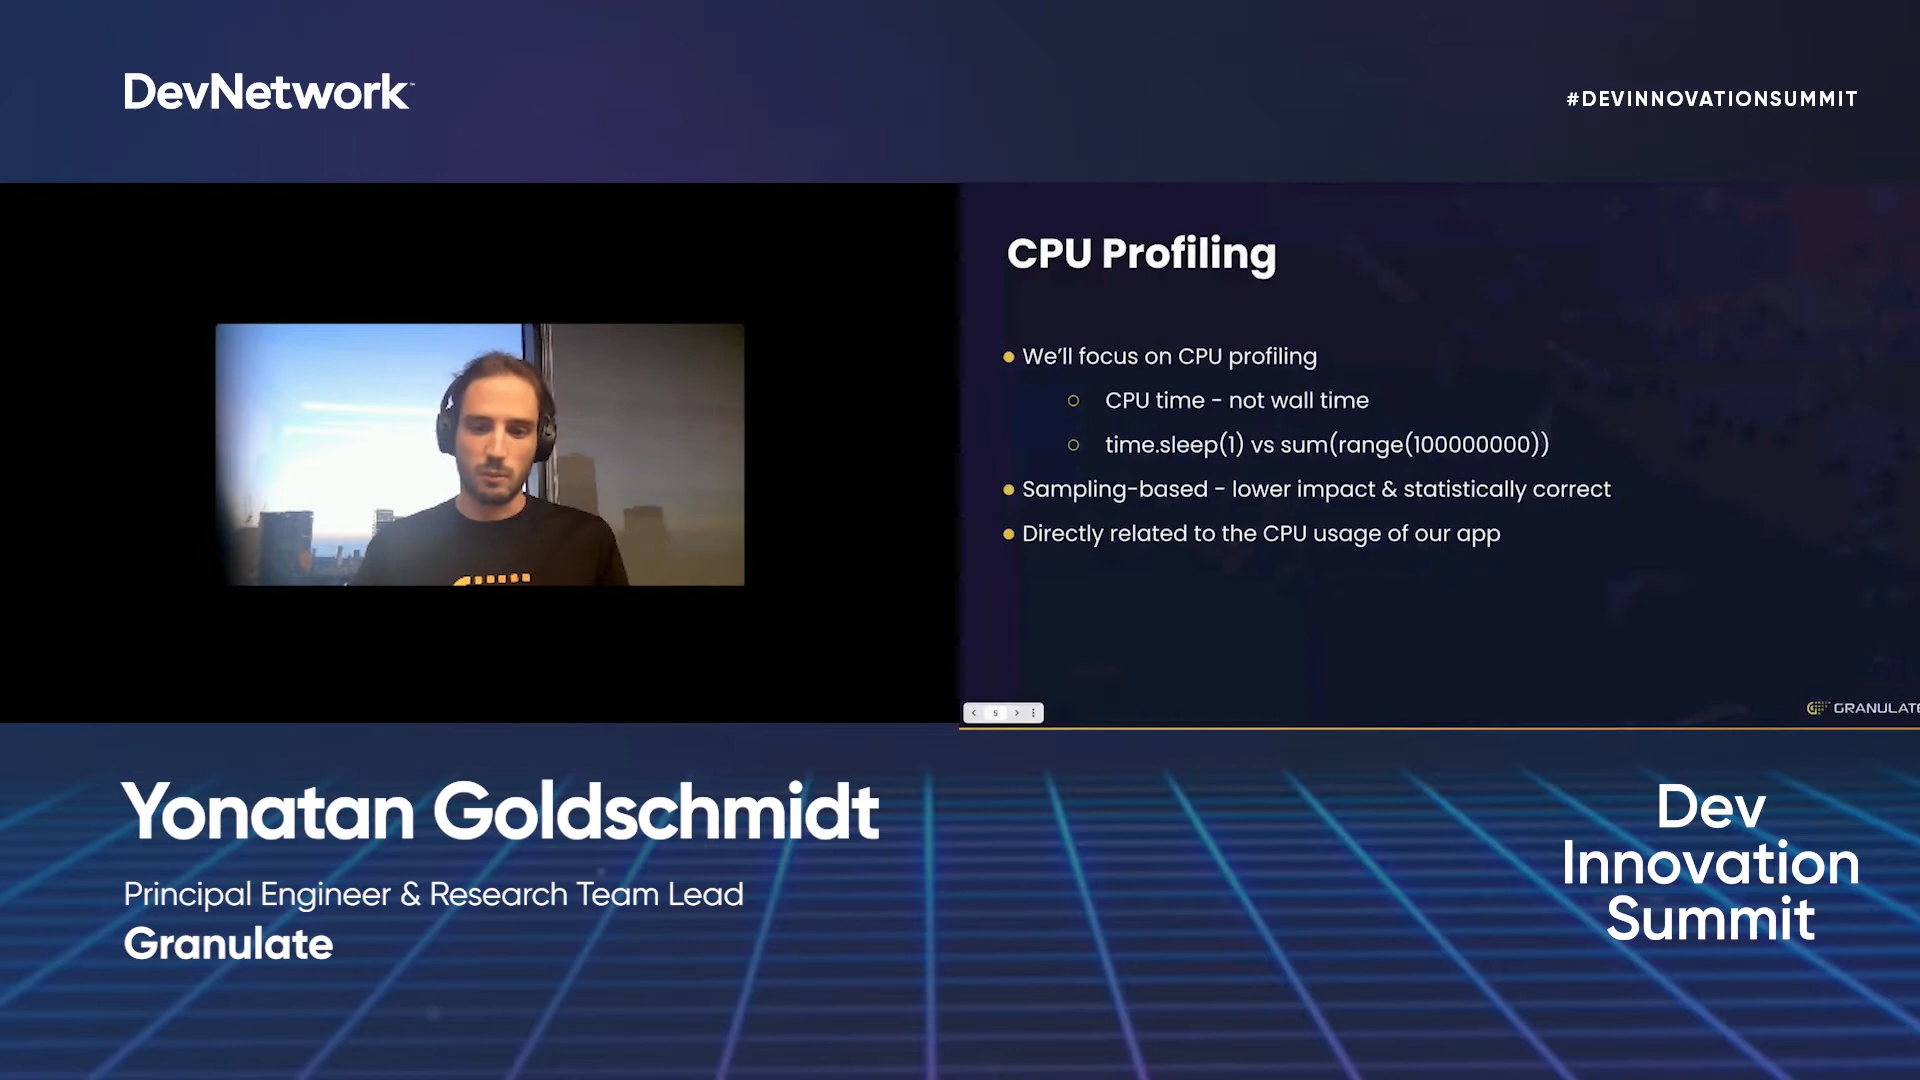 DevNetwork™
#DEVINNOVATIONSUMMIT
CPU Profiling
● We’ll focus on CPU profiling
○ CPU time - not wall time
○ time.sleep(1) vs sum(range(100000000))
● Sampling-based - lower impact & statistically correct
● Directly related to the CPU usage of our app
< 5 >
GRANULATE
Yonatan Goldschmidt
Principal Engineer & Research Team Lead
Granulate
Dev
Innovation
Summit